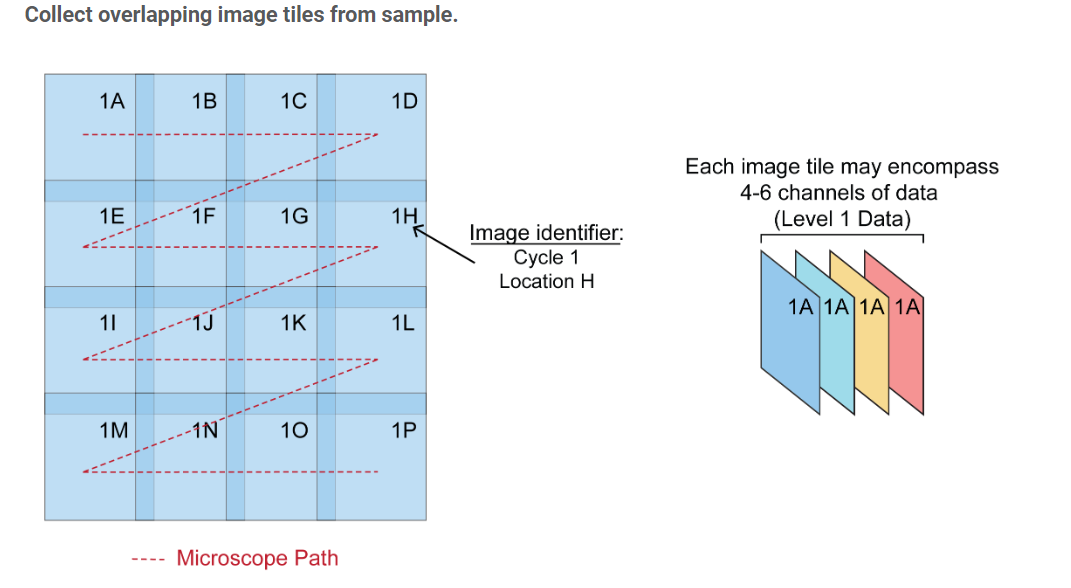 Collect overlapping image tiles from sample.
1A 1B 1C 1D
1E 1F 1G 1H
1I 1J 1K 1L
1M 1N 1O 1P
Microscope Path
Image identifier:
Cycle 1
Location H
Each image tile may encompass
4-6 channels of data
(Level 1 Data)
1A 1A 1A 1A